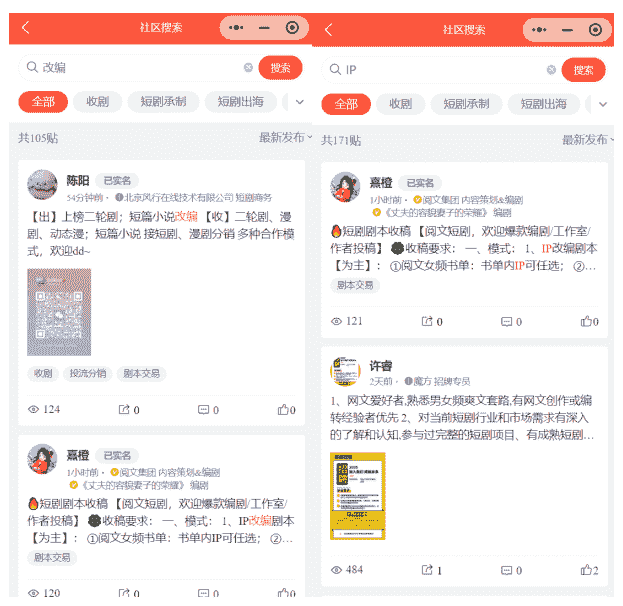 社区搜索
改编
搜索
全部
收剧
短剧承制
短剧出海
共105贴
最新发布
陈阳
已实名
54分钟前· 北京风行在线技术有限公司 短剧商务
【出】上榜二轮剧；短篇小说改编 【收】二轮剧、漫
剧、动态漫；短篇小说 接短剧、漫剧分销 多种合作模
式，欢迎dd~
收剧
投流分销
剧本交易
124
0
0
0
嘉橙
已实名
1小时前· 阅文集团 内容策划&编剧
《丈夫的容貌妻子的荣耀》 编剧
短剧剧本收稿 【阅文短剧，欢迎爆款编剧/工作室/
作者投稿】 收稿要求： 一、模式： 1、IP改编剧本
【为主】： ①阅文女频书单：书单内IP可任选； ②...
剧本交易
120
0
0
0
社区搜索
IP
搜索
全部
收剧
短剧承制
短剧出海
共171贴
最新发布
嘉橙
已实名
1小时前· 阅文集团 内容策划&编剧
《丈夫的容貌妻子的荣耀》 编剧
短剧剧本收稿 【阅文短剧，欢迎爆款编剧/工作室/
作者投稿】 收稿要求： 一、模式： 1、IP改编剧本
【为主】： ①阅文女频书单：书单内IP可任选； ②...
剧本交易
121
0
0
0
许睿
2天前· 魔方 招聘专员
1、网文爱好者,熟悉男女频爽文套路,有网文创作或编
转经验者优先 2、对当前短剧行业和市场需求有深入
的了解和认知,参与过完整的短剧项目、有成熟短剧...
484
1
0
2